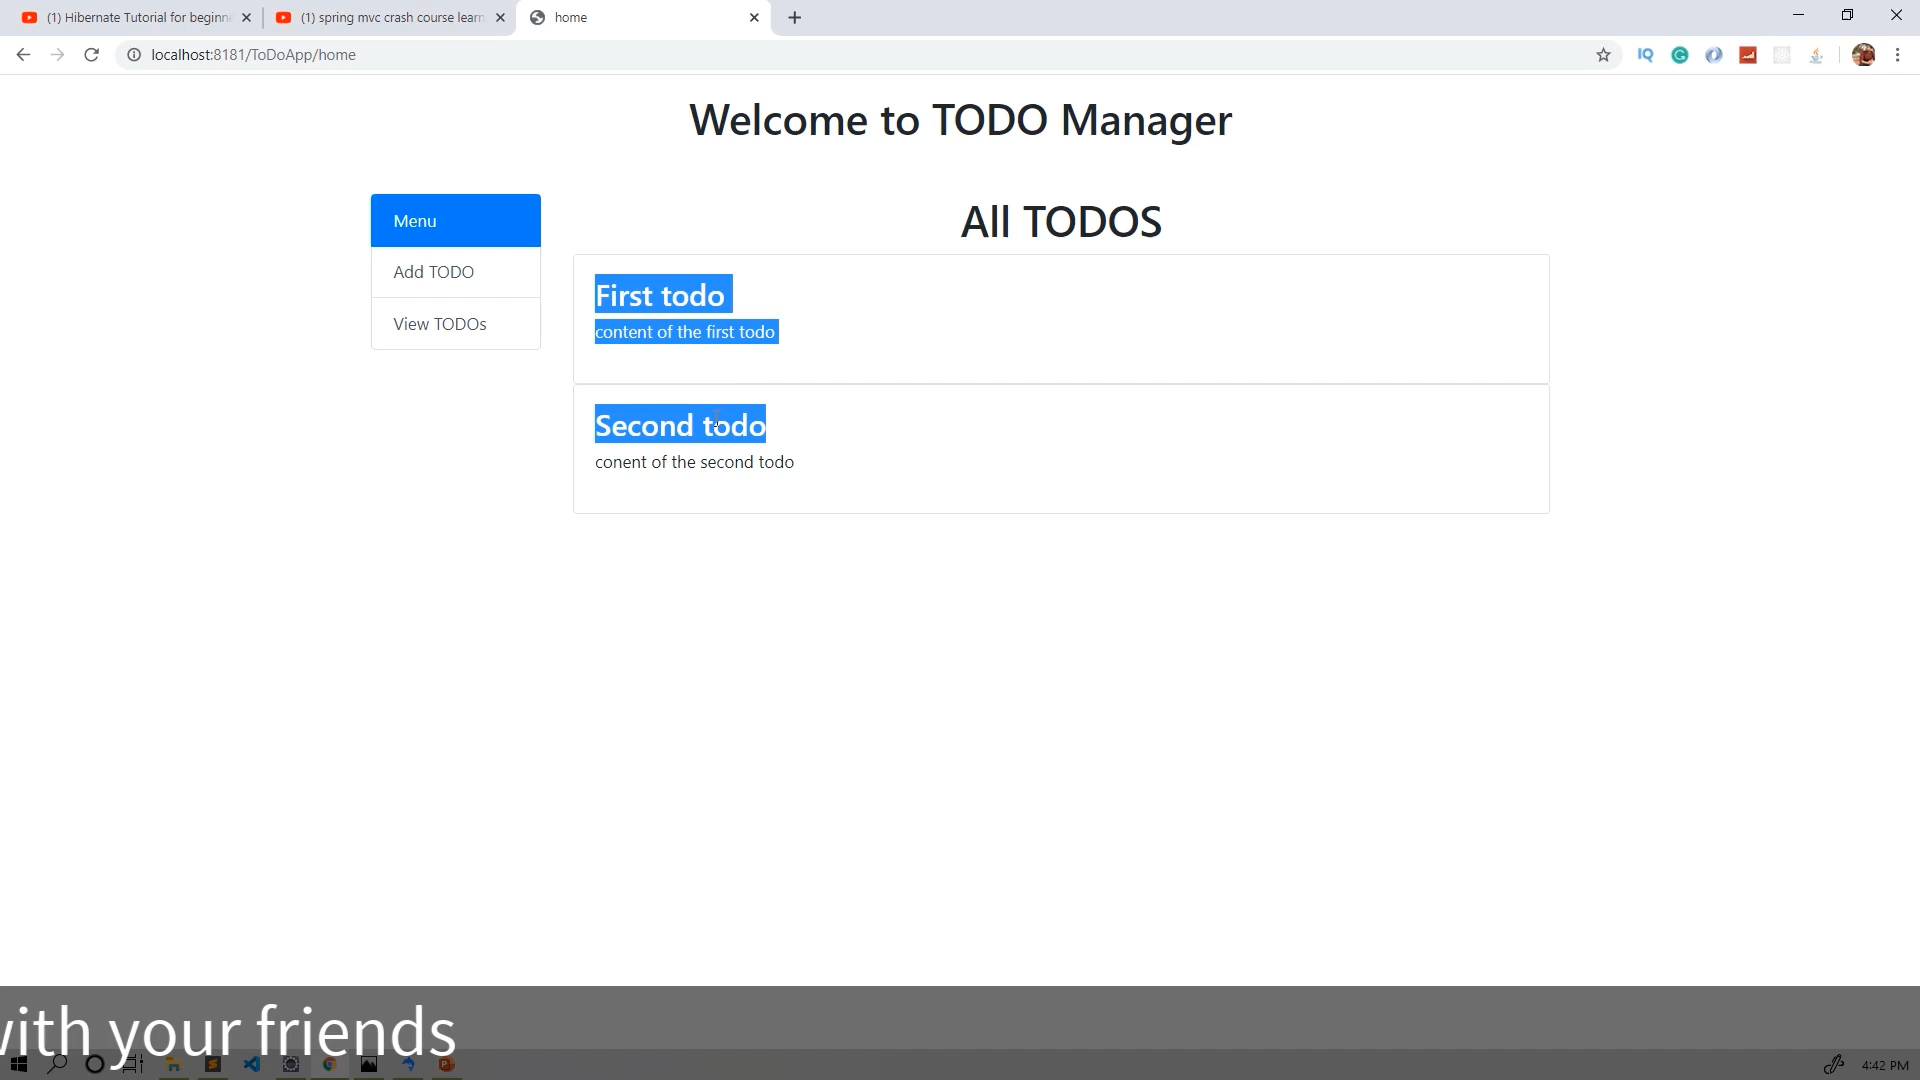 (1) Hibernate Tutorial for beginne
(1) spring mvc crash course learn
home
localhost:8181/ToDoApp/home
IQ
Welcome to TODO Manager
Menu
Add TODO
View TODOs
All TODOS
First todo
content of the first todo
Second todo
conent of the second todo
with your friends
4:42 PM